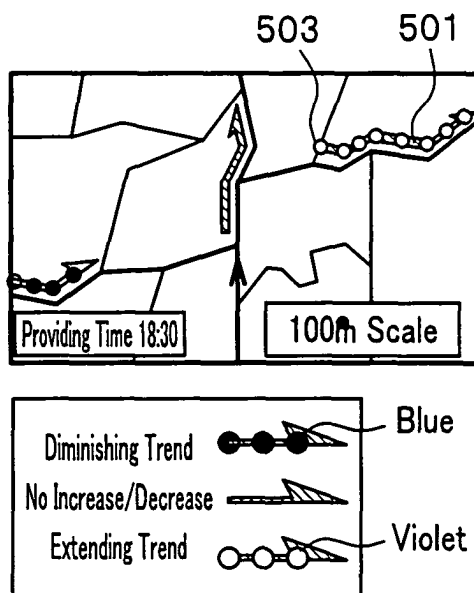 503 501
Providing Time 18:30
100m Scale
Diminishing Trend
Blue
No Increase/Decrease
Extending Trend
Violet